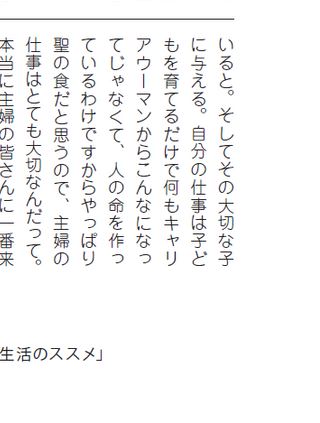 いると。そしてその大切な子
に与える。自分の仕事は子ど
もを育てるだけで何もキャリ
アウーマンからこんなになっ
てじゃなくて、人の命を作っ
ているわけですからやっぱり
聖の食だと思うので、主婦の
仕事はとても大切なんだって。
本当に主婦の皆さんに一番来
生活のススメ」